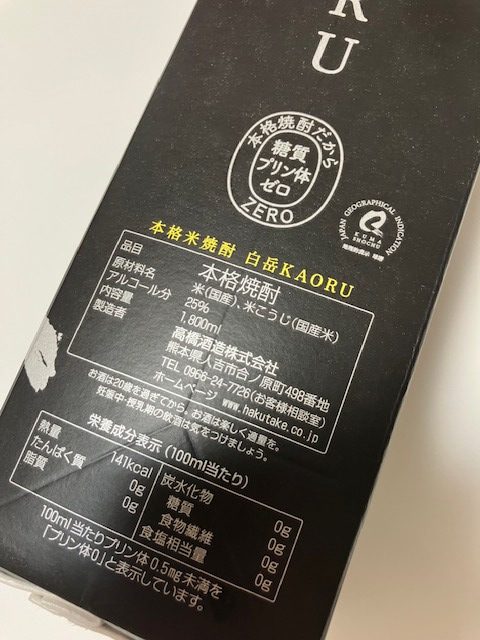 K
U
本格焼酎だから
糖質
プリン体
ゼロ
ZERO
JAPAN GEOGRAPHICAL INDICATION
KUMA
SHOCHU
地理的表示 球磨
本格米焼酎 白岳KAORU
品目 本格焼酎
原材料名 米(国産)、米こうじ(国産米)
アルコール分 25%
内容量 1,800ml
製造者 高橋酒造株式会社
熊本県人吉市合ノ原町498番地
TEL 0966-24-7726(お客様相談室)
ホームページ www.hakutake.co.jp
お酒は20歳を過ぎてから。お酒は楽しく適量を。
妊娠中・授乳期の飲酒は気をつけましょう。
栄養成分表示(100ml当たり)
熱量 141kcal
たんぱく質 0g
脂質 0g
炭水化物 0g
糖質 0g
食物繊維 0g
食塩相当量 0g
100ml当たりプリン体0.5mg未満を
「プリン体0」と表示しています。